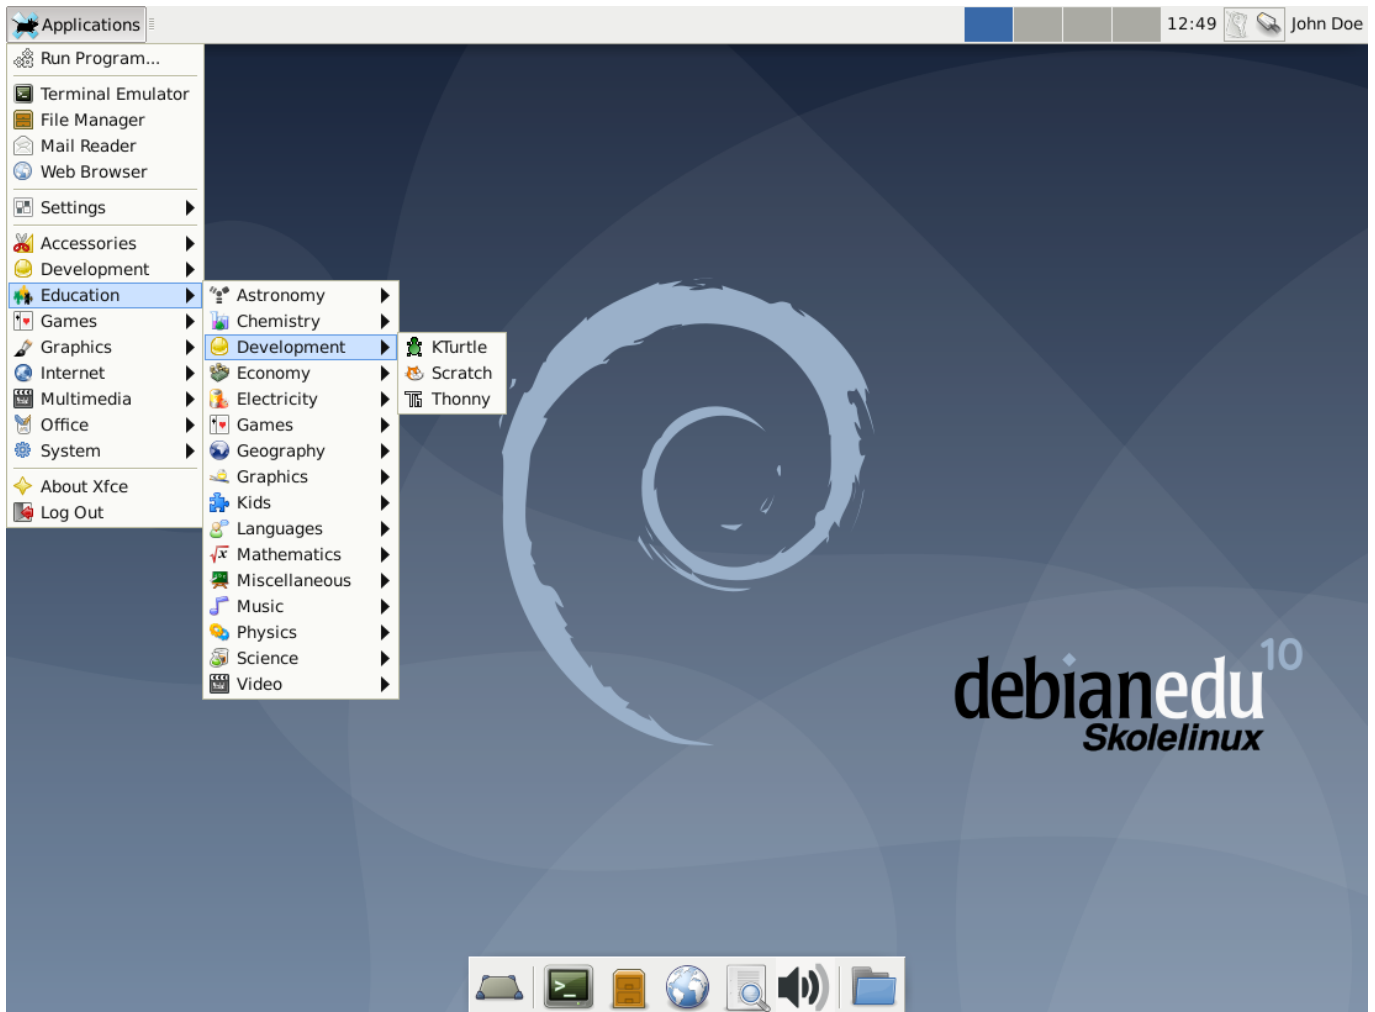 Applications
12:49
John Doe
Run Program...
Terminal Emulator
File Manager
Mail Reader
Web Browser
Settings
Accessories
Development
Education
Games
Graphics
Internet
Multimedia
Office
System
About Xfce
Log Out
Astronomy
Chemistry
Development
Economy
Electricity
Games
Geography
Graphics
Kids
Languages
Mathematics
Miscellaneous
Music
Physics
Science
Video
KTurtle
Scratch
Thonny
debianedu 10
Skolelinux